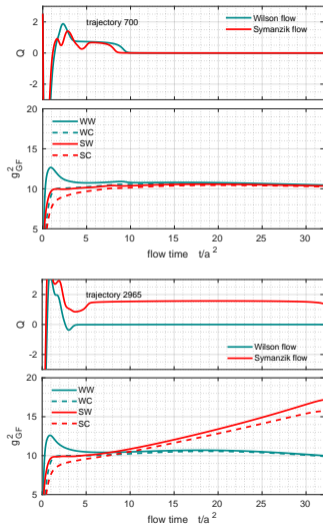 trajectory 700
Wilson flow
Symanzik flow
Q
2
0
-2
20
15
10
5
g²GF
WW
WC
SW
SC
0 5 10 15 20 25 30
flow time t/a²
trajectory 2965
Wilson flow
Symanzik flow
Q
2
0
-2
20
15
10
5
g²GF
WW
WC
SW
SC
0 5 10 15 20 25 30
flow time t/a²